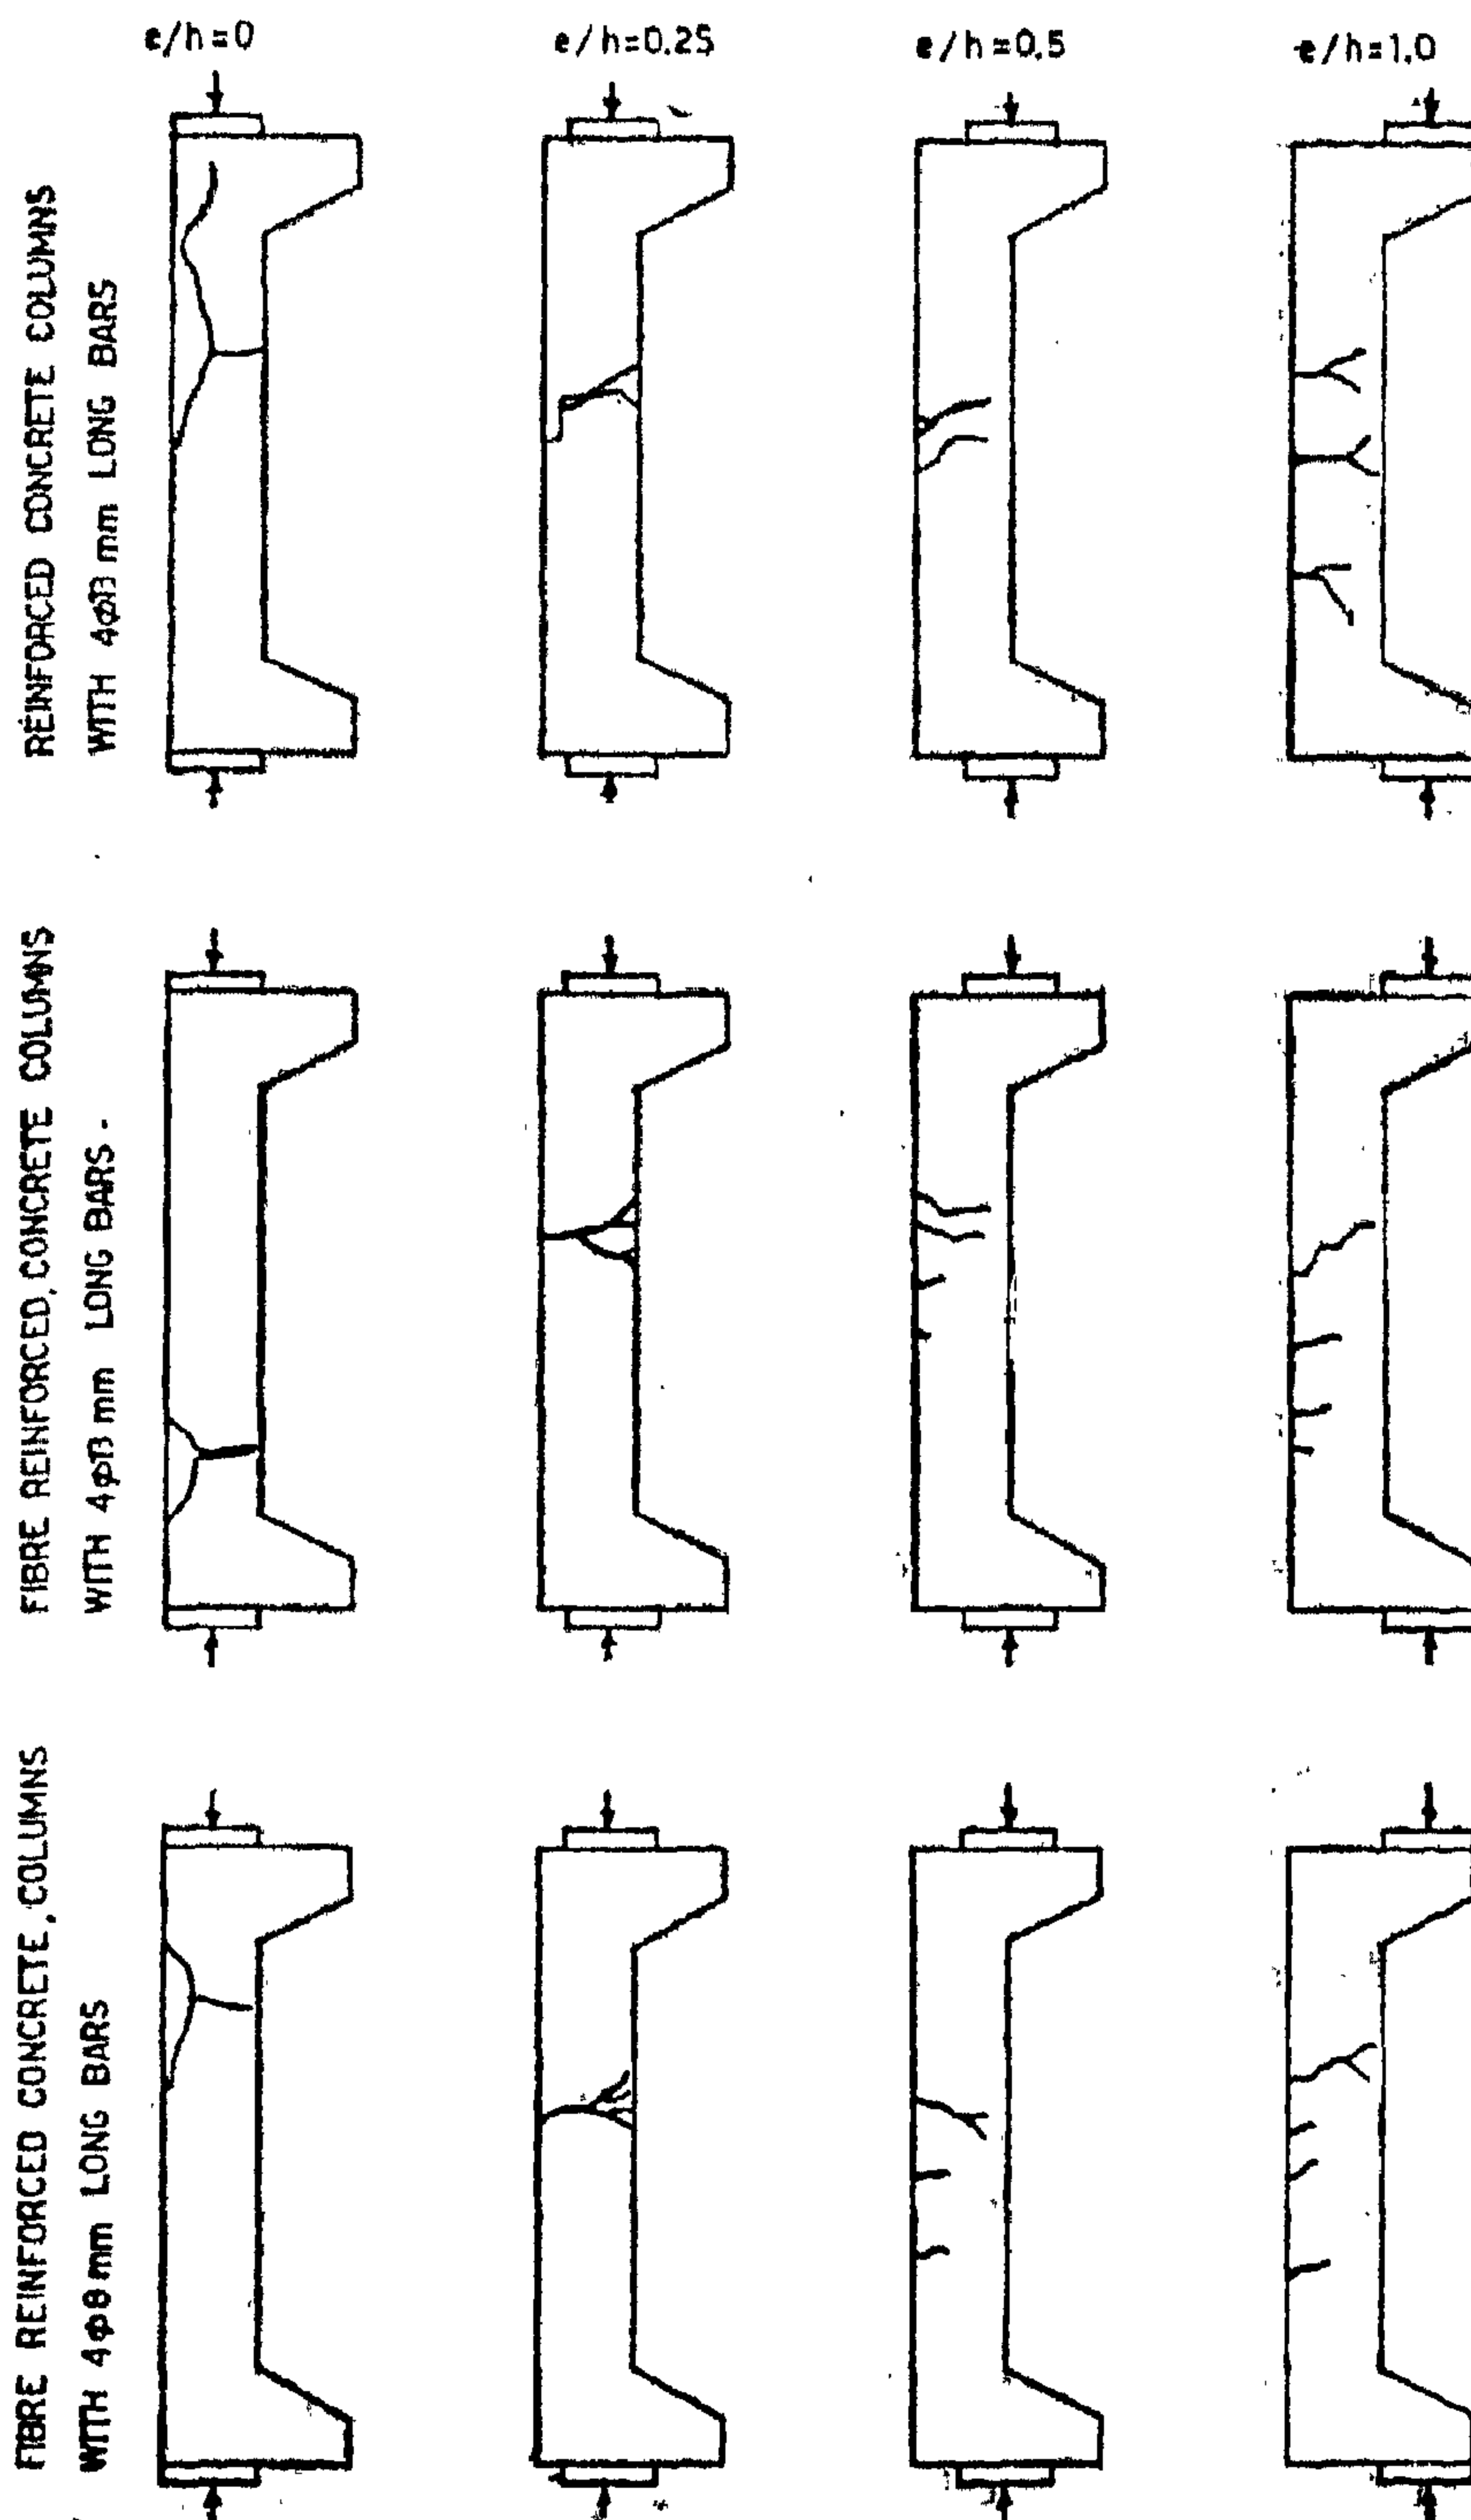 e/h=0
e/h=0.25
e/h=0.5
e/h=1.0
REINFORCED CONCRETE COLUMNS
WITH 4ϕ13 mm LONG BARS
FIBRE REINFORCED CONCRETE COLUMNS
WITH 4ϕ13 mm LONG BARS
FIBRE REINFORCED CONCRETE COLUMNS
WITH 4ϕ8 mm LONG BARS